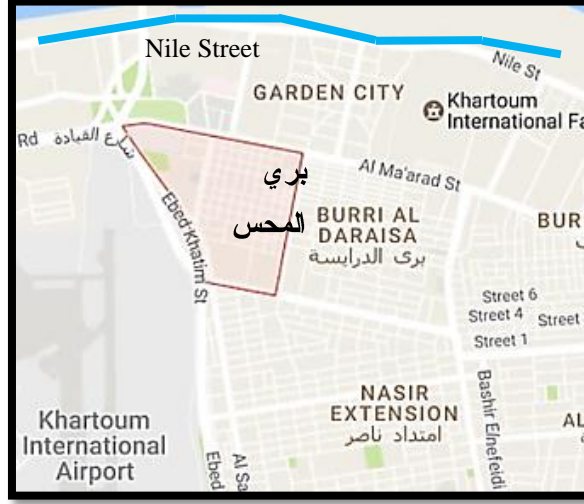 Nile Street
Nile St
GARDEN CITY
Khartoum
International Fa
Rd
شارع القيادة
Al Ma'arad St
بري
المحس
Ebed Khatim St
BURRI AL
DARAISA
برى الدرايسة
BUR
Street 6
Street 4
Street
Street 1
NASIR
EXTENSION
امتداد ناصر
Bashir Elnefeidi
AL
Khartoum
International
Airport
Ebed
Al Sa